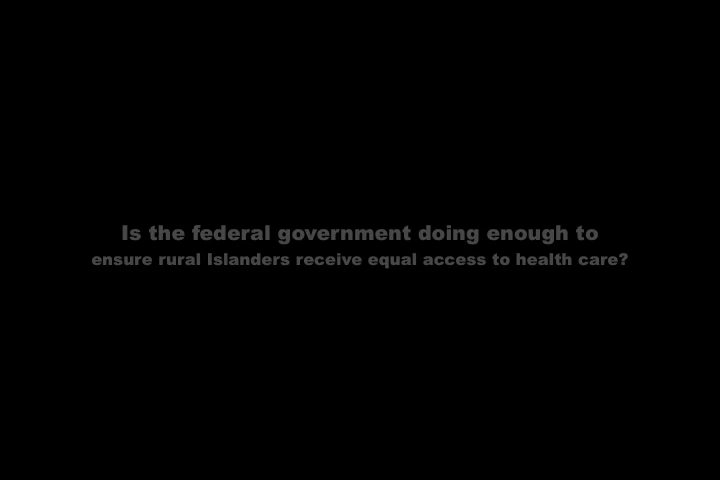 Is the federal government doing enough to
ensure rural Islanders receive equal access to health care?